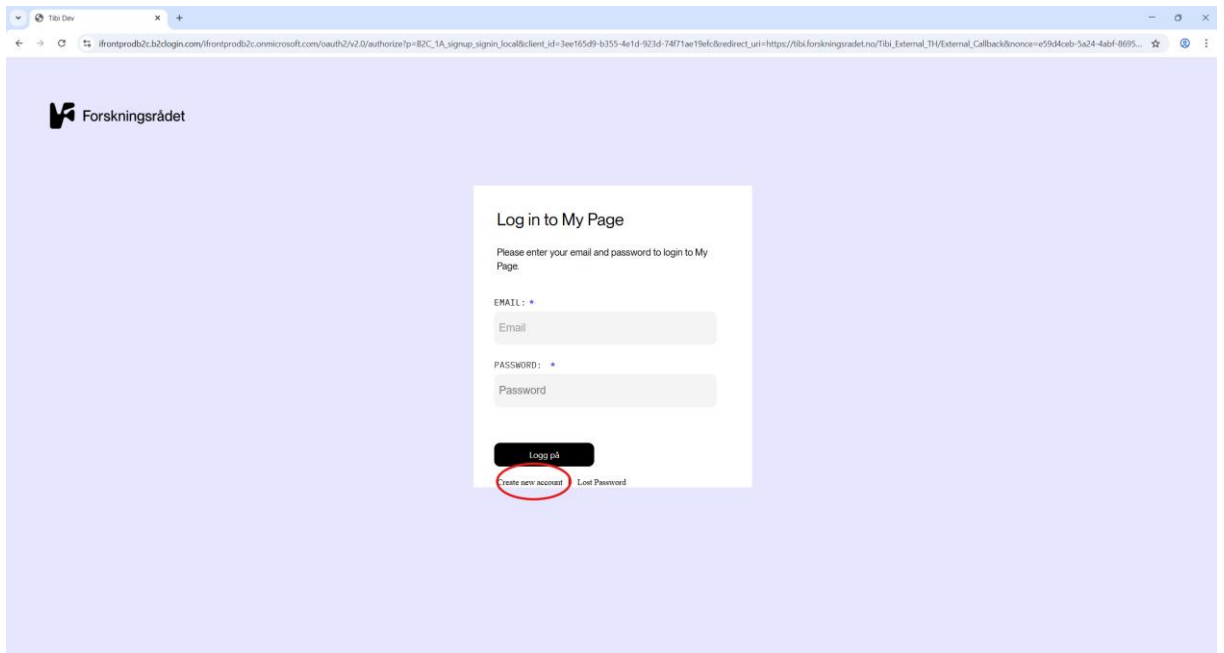 Tibi Dev
ifrontprodb2c.b2clogin.com/ifrontprodb2c.onmicrosoft.com/oauth2/v2.0/authorize?p=B2C_1A_signup_signin_local&client_id=3ee165d9-b355-4e1d-923d-74f71ae19efc&redirect_uri=https://tibi.forskningsradet.no/Tibi_External_TH/External_Callback&nonce=e59d4ceb-5a24-4abf-8695...
Forskningsrådet
Log in to My Page
Please enter your email and password to login to My
Page.
EMAIL: *
Email
PASSWORD: *
Password
Logg på
Create new account Lost Password